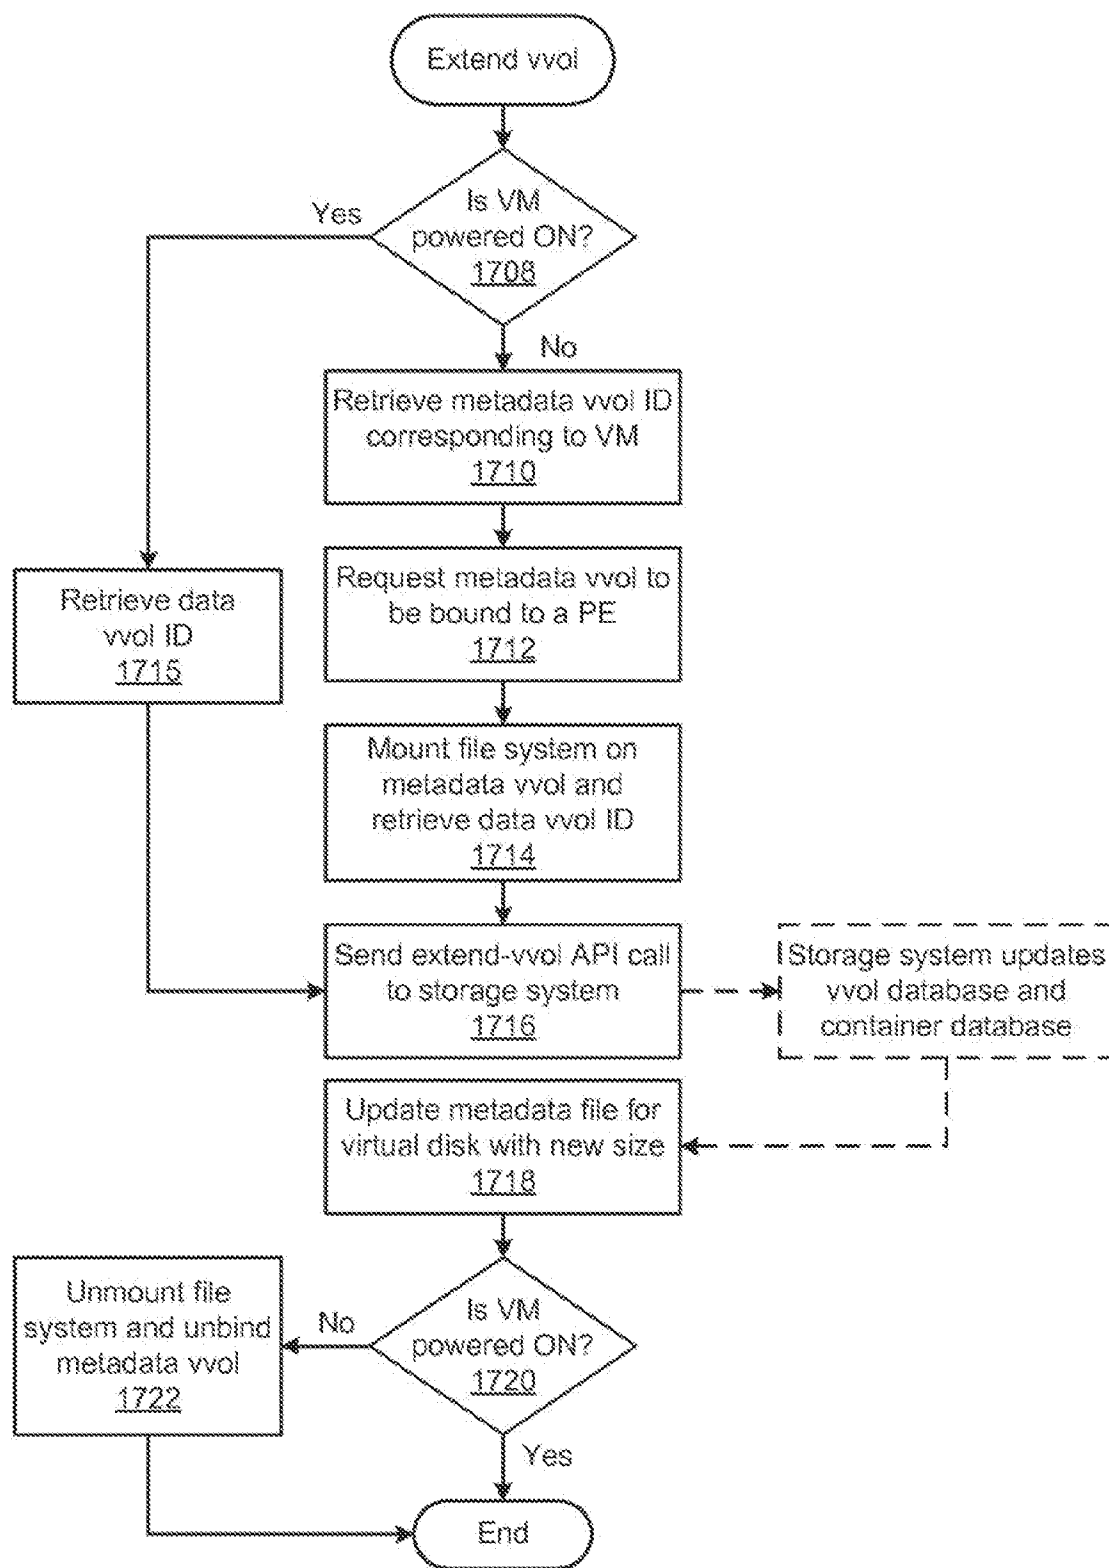 Extend vvol
Is VM
powered ON?
1708
Yes
No
Retrieve metadata vvol ID
corresponding to VM
1710
Request metadata vvol to
be bound to a PE
1712
Retrieve data
vvol ID
1715
Mount file system on
metadata vvol and
retrieve data vvol ID
1714
Send extend-vvol API call
to storage system
1716
Storage system updates
vvol database and
container database
Update metadata file for
virtual disk with new size
1718
Is VM
powered ON?
1720
No
Unmount file
system and unbind
metadata vvol
1722
Yes
End